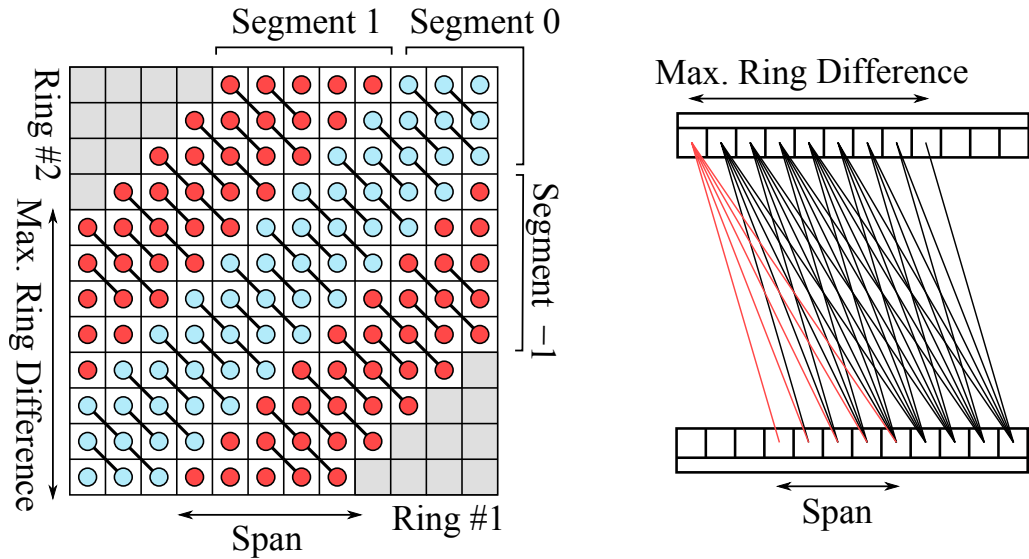 Segment 1
Segment 0
Ring #2
Max. Ring Difference
Segment −1
Span
Ring #1
Max. Ring Difference
Span